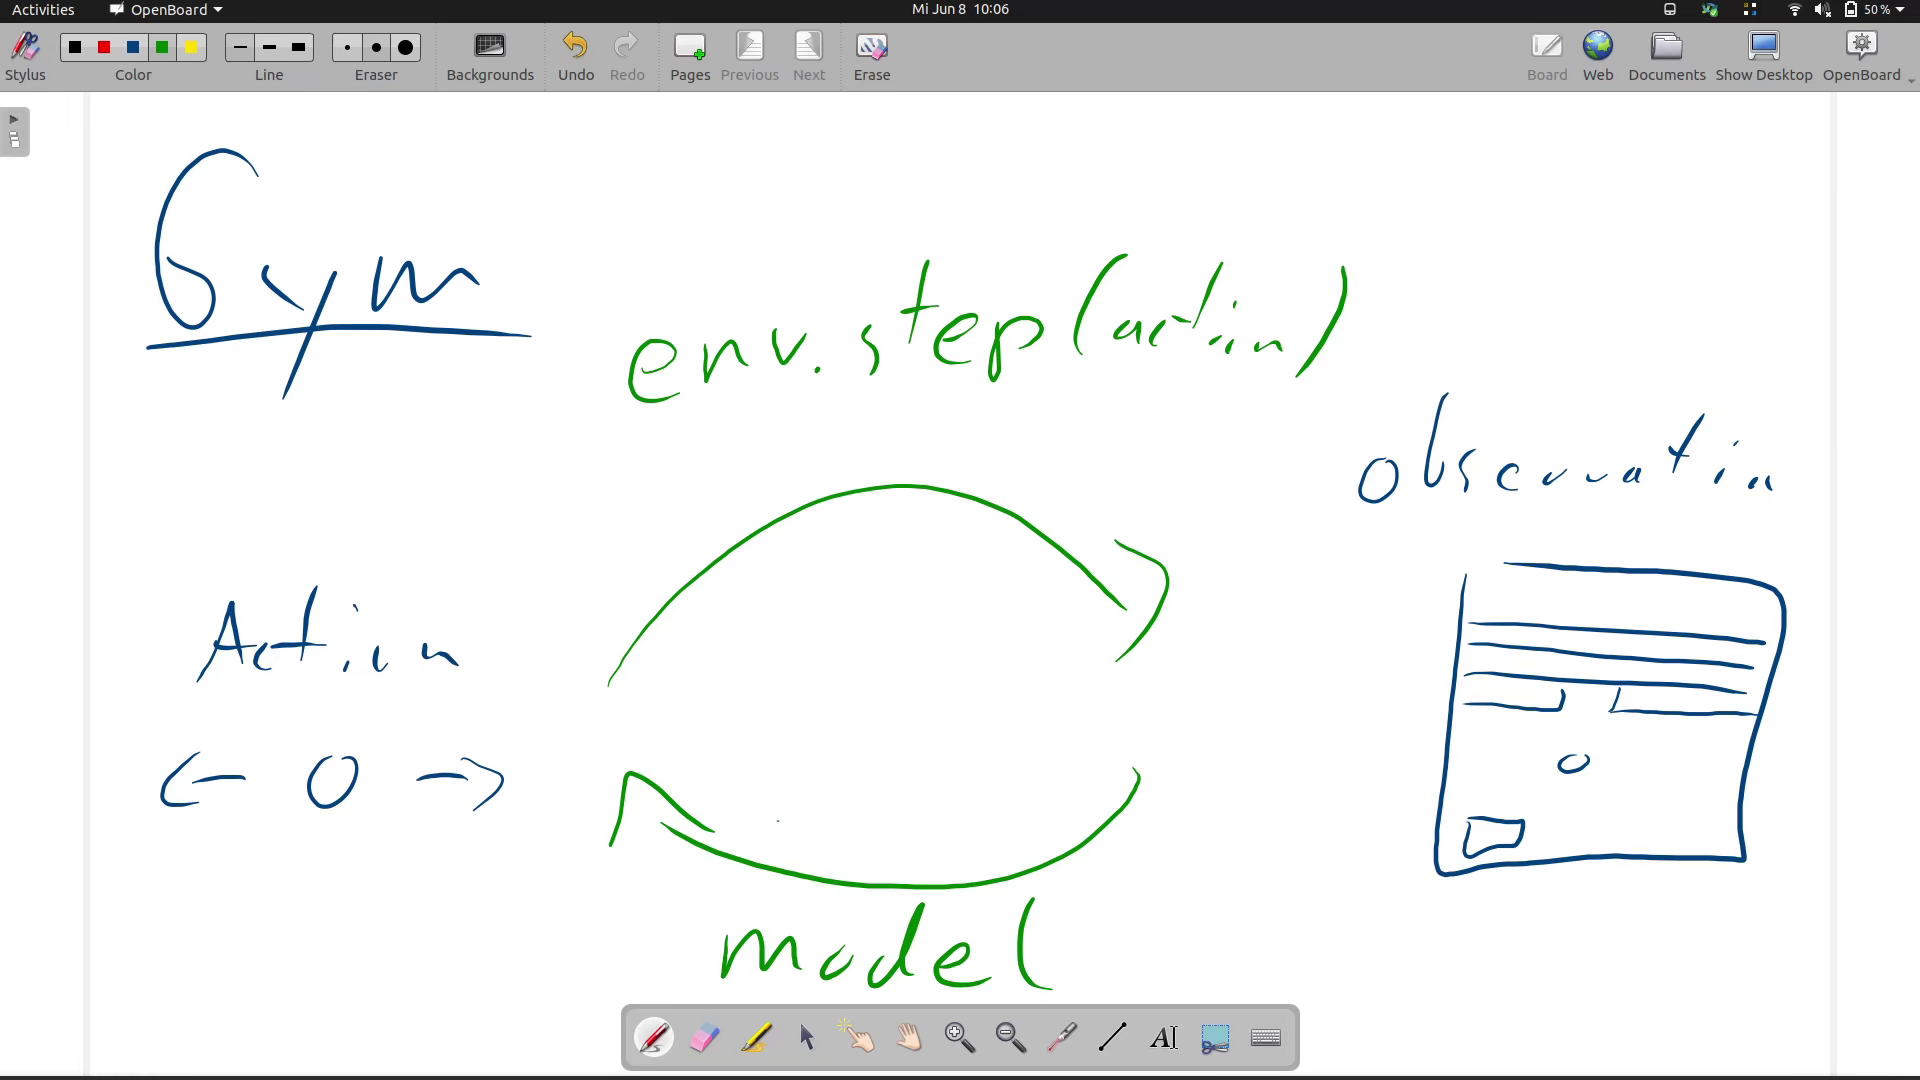 Activities OpenBoard Mi Jun 8 10:06 50 %
Stylus Color Line Eraser Backgrounds Undo Redo Pages Previous Next Erase Board Web Documents Show Desktop OpenBoard
Gym
env.step(action)
observation
Action
← 0 →
model
AI